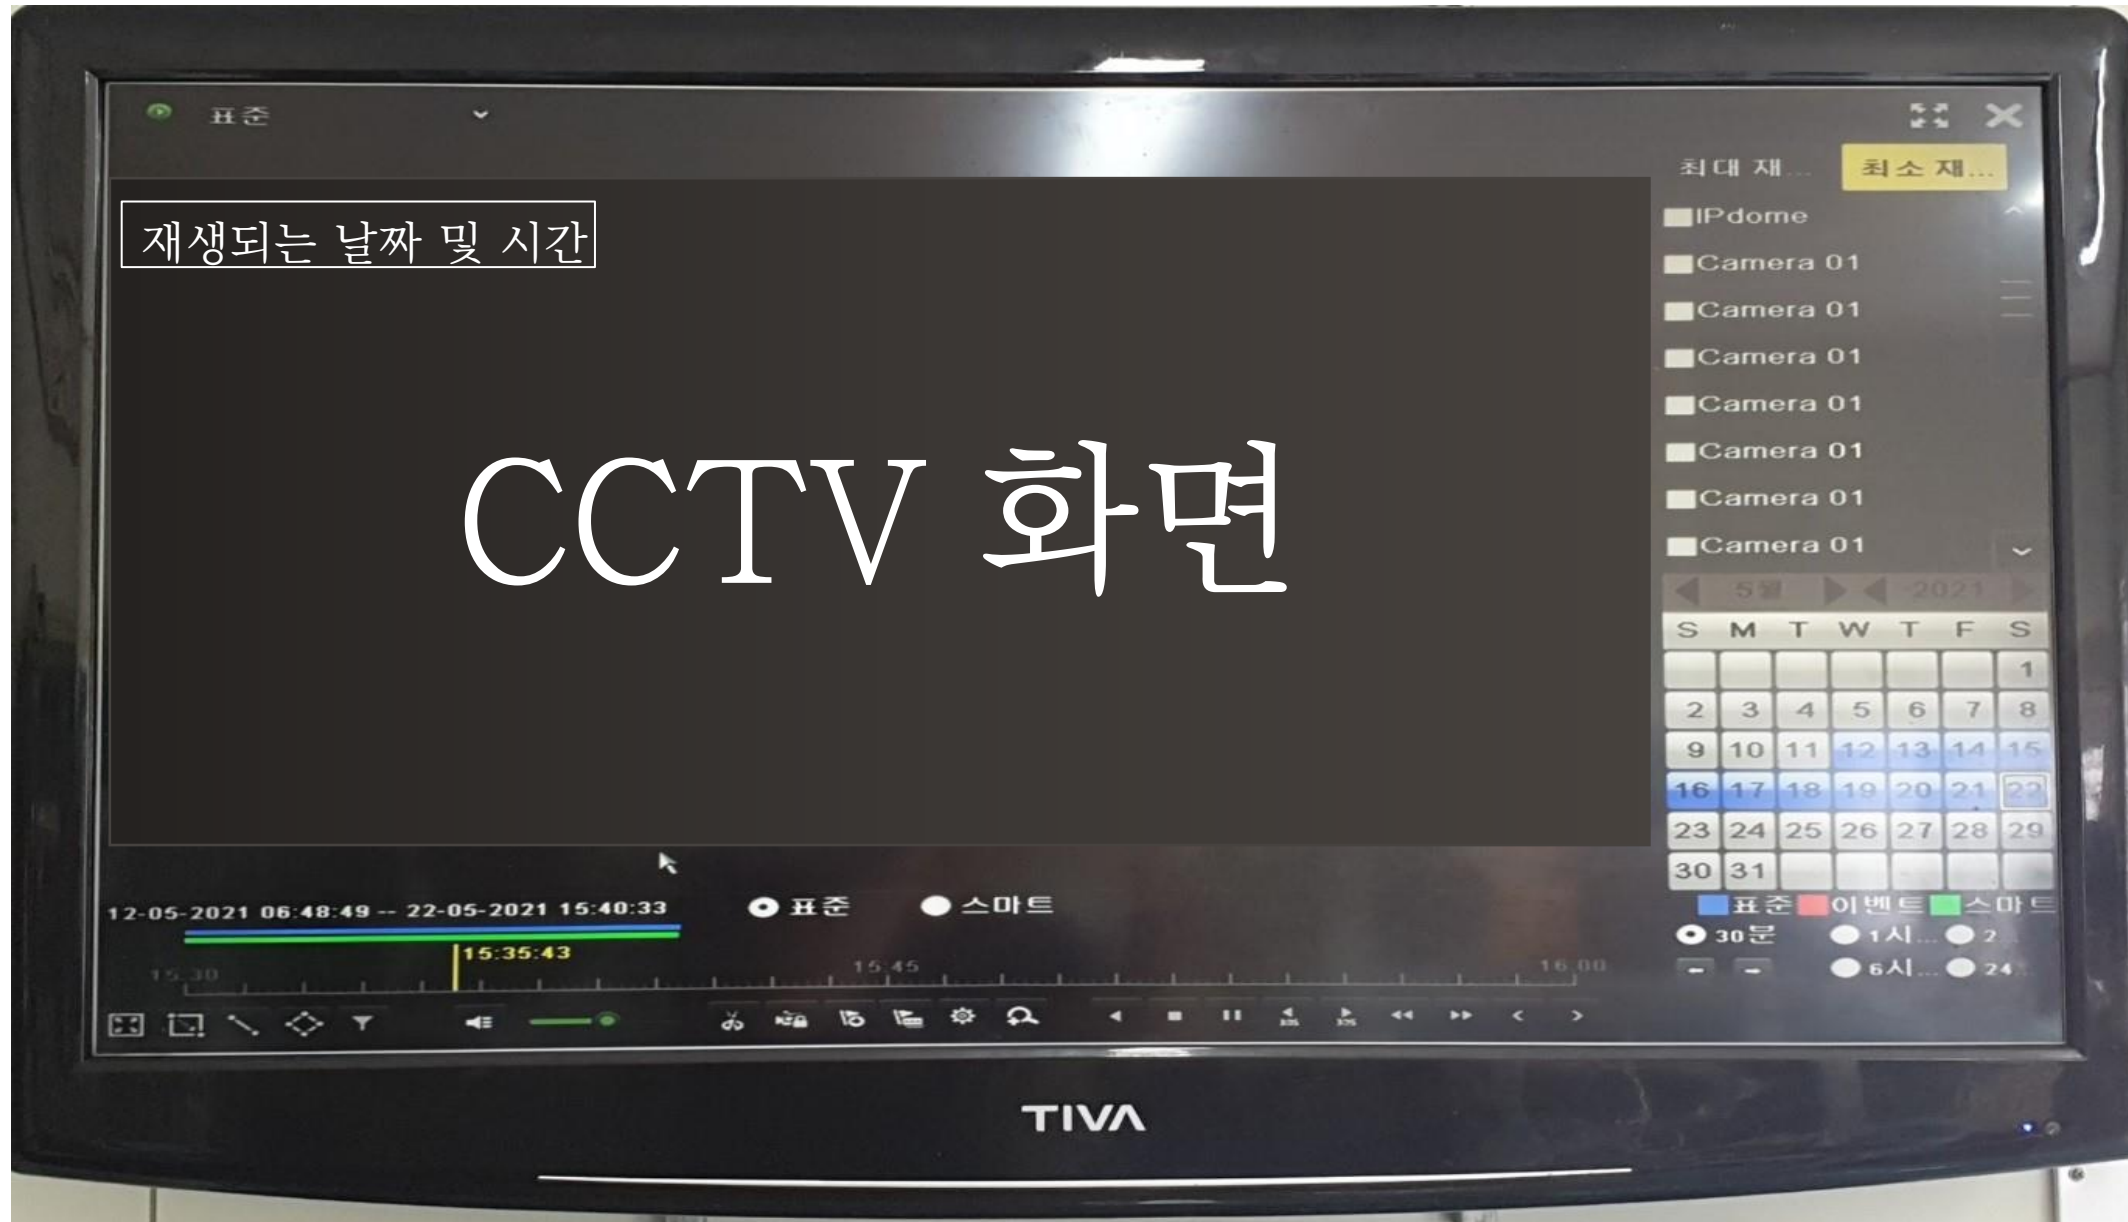 표준
최대 재...
최소 재...
재생되는 날짜 및 시간
CCTV 화면
IPdome
Camera 01
Camera 01
Camera 01
Camera 01
Camera 01
Camera 01
Camera 01
5월 2021
S M T W T F S
1
2 3 4 5 6 7 8
9 10 11 12 13 14 15
16 17 18 19 20 21 22
23 24 25 26 27 28 29
30 31
표준 이벤트 스마트
30분 1시... 2...
6시... 24...
12-05-2021 06:48:49 -- 22-05-2021 15:40:33
표준 스마트
15:35:43
15:30 15:45 16:00
TIVA